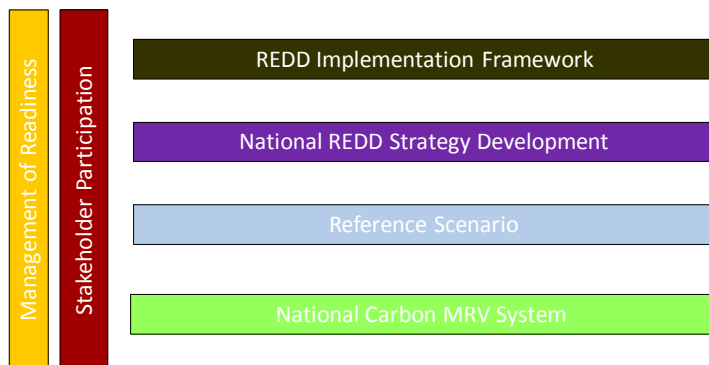 Management of Readiness
Stakeholder Participation
REDD Implementation Framework
National REDD Strategy Development
Reference Scenario
National Carbon MRV System